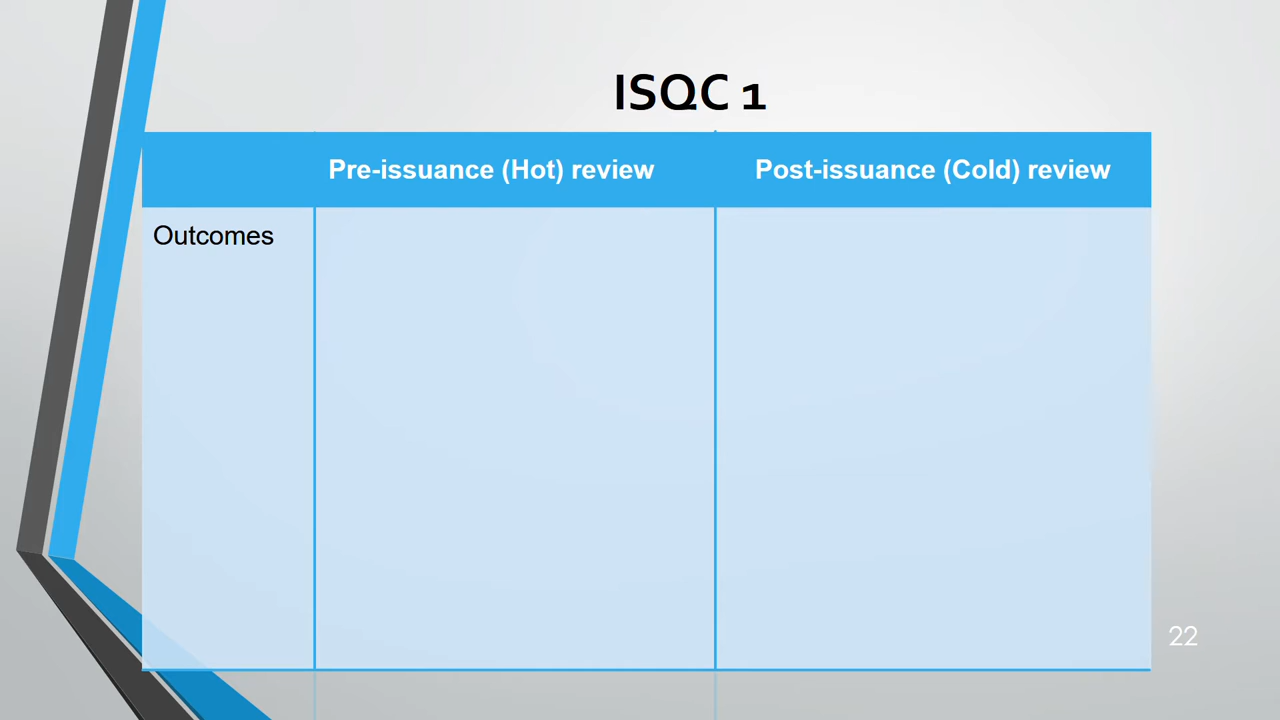 ISQC 1
Pre-issuance (Hot) review
Post-issuance (Cold) review
Outcomes
22